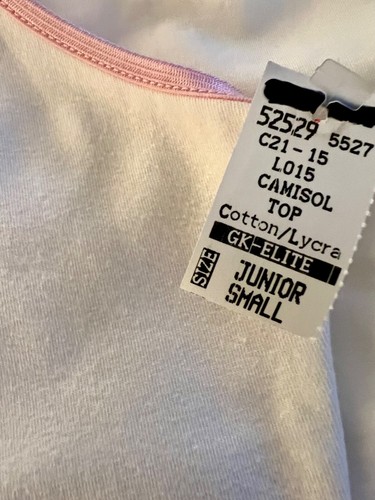 52529 5527
C21-15
L015
CAMISOL
TOP
Cotton/Lycra
GK-ELITE
SIZE
JUNIOR
SMALL